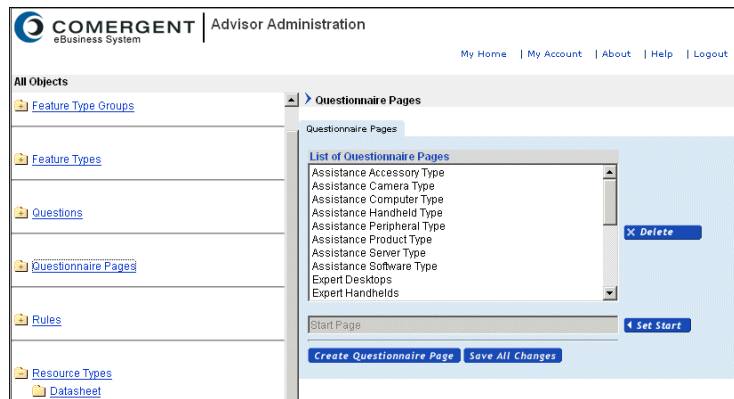 COMERGENT
eBusiness System
Advisor Administration
My Home | My Account | About | Help | Logout
All Objects
Feature Type Groups
Feature Types
Questions
Questionnaire Pages
Rules
Resource Types
Datasheet
Questionnaire Pages
Questionnaire Pages
List of Questionnaire Pages
Assistance Accessory Type
Assistance Camera Type
Assistance Computer Type
Assistance Handheld Type
Assistance Peripheral Type
Assistance Product Type
Assistance Server Type
Assistance Software Type
Expert Desktops
Expert Handhelds
X Delete
Start Page
Set Start
Create Questionnaire Page
Save All Changes